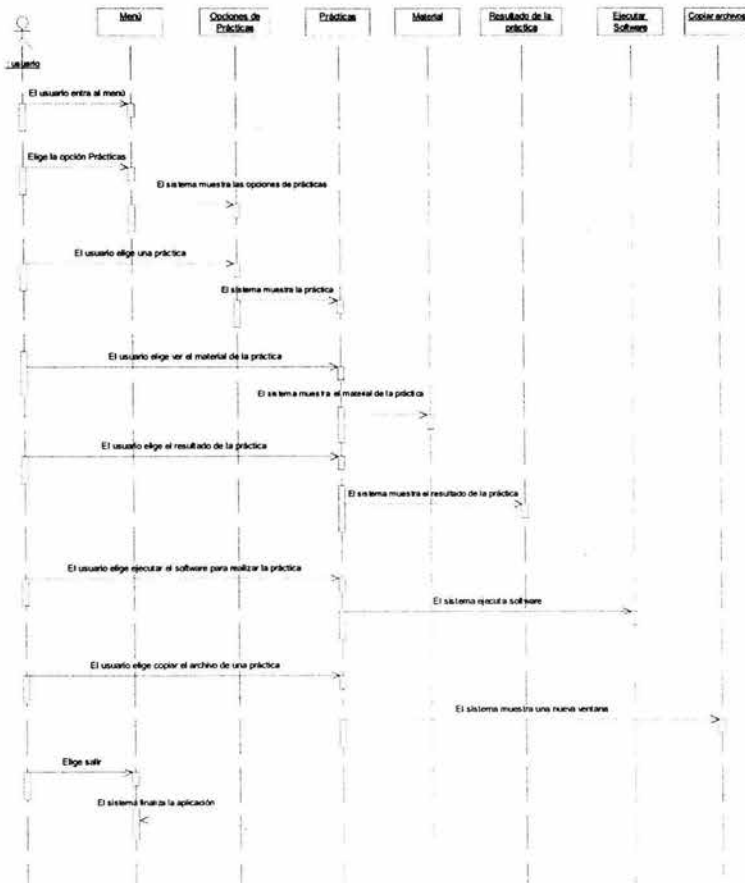 Menú
Opciones de
Prácticas
Prácticas
Material
Resultado de la
práctica
Ejecutar
Software
Copiar archivos
: usuario
El usuario entra al menú
Elige la opción Prácticas
El sistema muestra las opciones de prácticas
El usuario elige una práctica
El sistema muestra la práctica
El usuario elige ver el material de la práctica
El sistema muestra el material de la práctica
El usuario elige el resultado de la práctica
El sistema muestra el resultado de la práctica
El usuario elige ejecutar el software para realizar la práctica
El sistema ejecuta software
El usuario elige copiar el archivo de una práctica
El sistema muestra una nueva ventana
Elige salir
El sistema finaliza la aplicación